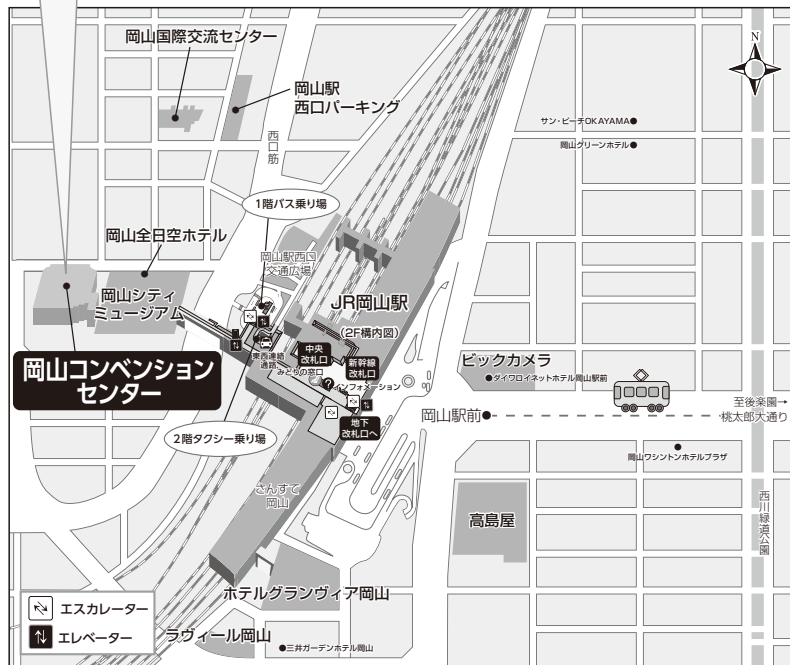 岡山国際交流センター
岡山駅
西口パーキング
N
サン・ピーチOKAYAMA
岡山グリーンホテル
西口筋
1階バス乗り場
岡山全日空ホテル
岡山駅西口
交通広場
岡山シティ
ミュージアム
JR岡山駅
(2F構内図)
岡山コンベンション
センター
東西連絡
通路
中央
改札口
新幹線
改札口
みどりの窓口
?インフォメーション
地下
改札口へ
2階タクシー乗り場
ビックカメラ
ダイワロイネットホテル岡山駅前
岡山駅前
至後楽園→
桃太郎大通り
岡山ワシントンホテルプラザ
さんすて
岡山
高島屋
西川緑道公園
ホテルグランヴィア岡山
エスカレーター
エレベーター
ラヴィール岡山
三井ガーデンホテル岡山